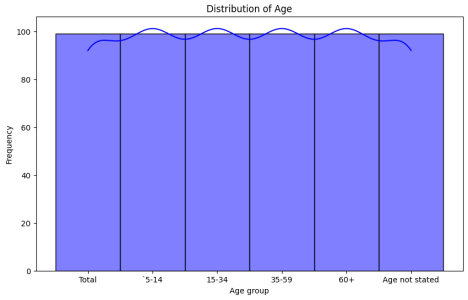 Distribution of Age
100
80
60
40
20
0
Frequency
Total `5-14 15-34 35-59 60+ Age not stated
Age group